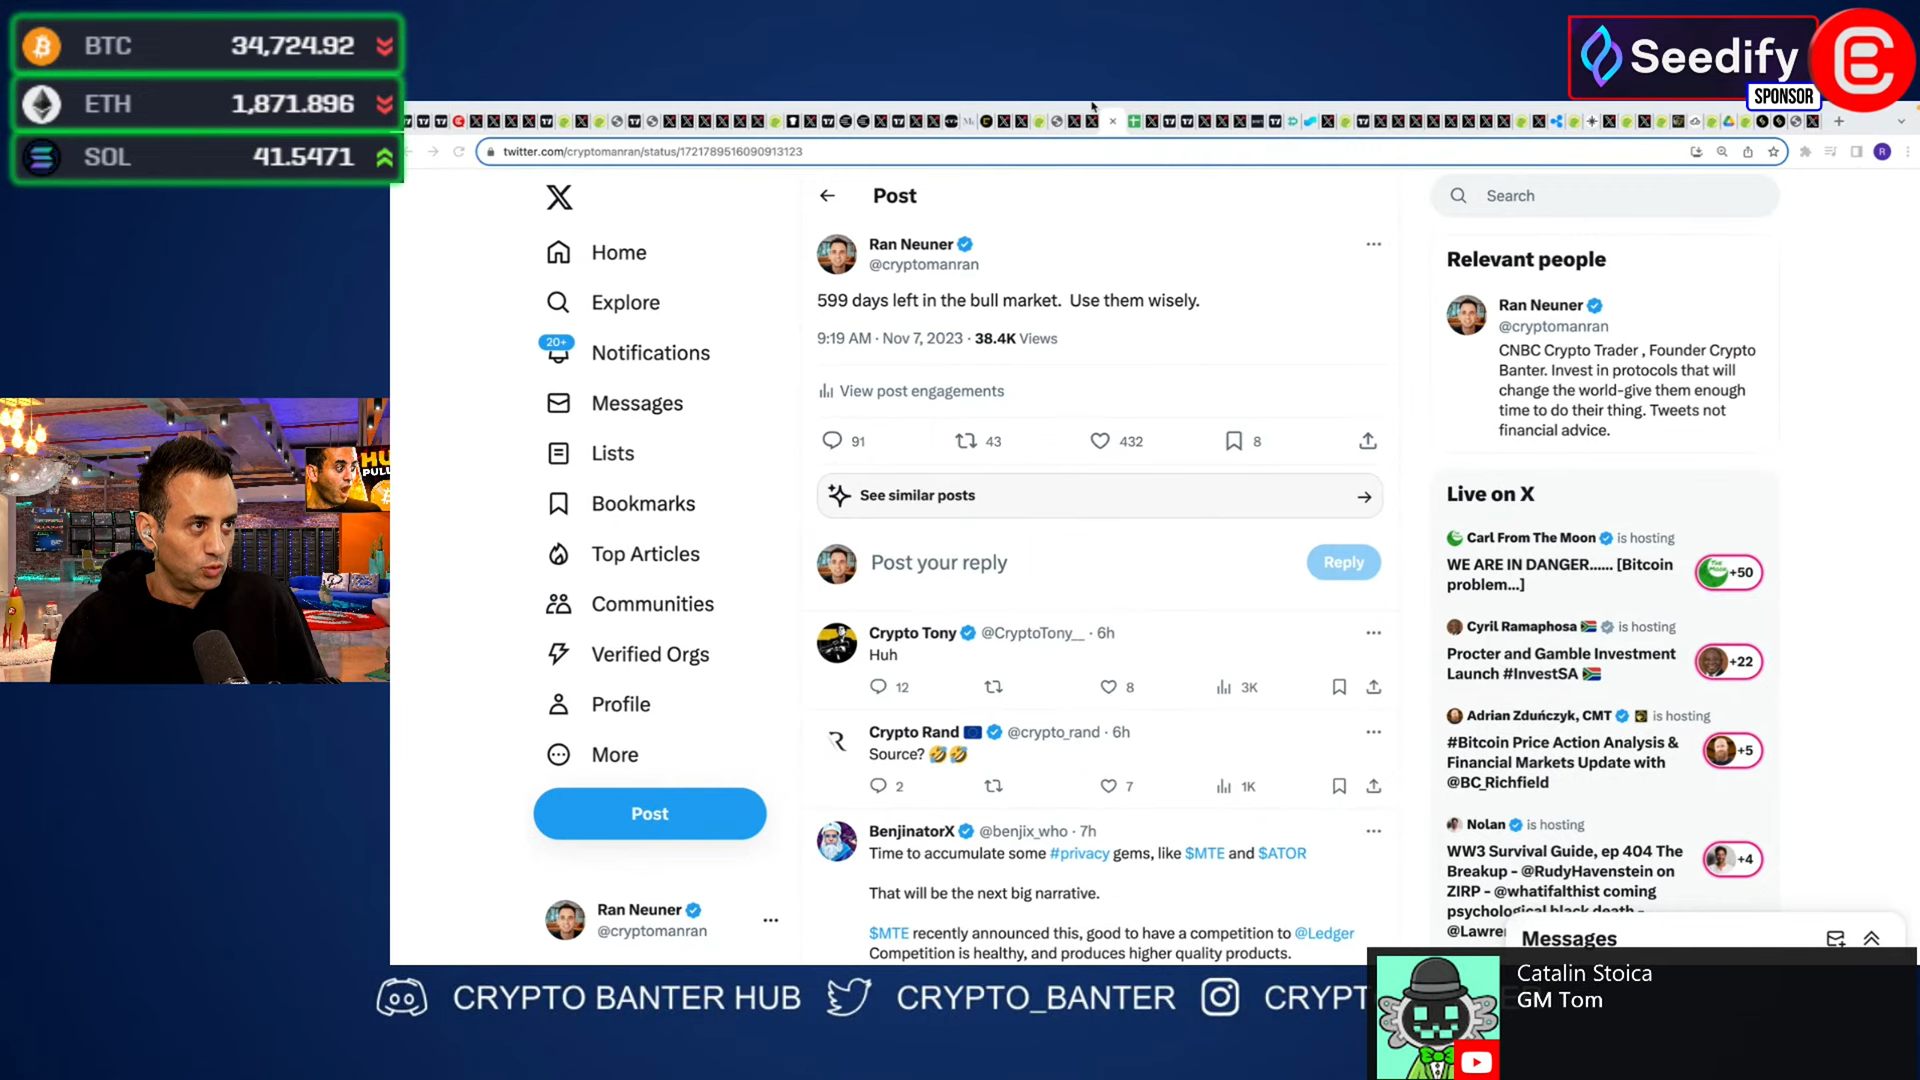 BTC 34,724.92
ETH 1,871.896
SOL 41.5471
Seedify
SPONSOR
twitter.com/cryptomanran/status/1721789516090913123
R
Home
Explore
20+
Notifications
Messages
Lists
Bookmarks
Top Articles
Communities
Verified Orgs
Profile
More
Post
Ran Neuner
@cryptomanran
Post
Ran Neuner
@cryptomanran
599 days left in the bull market. Use them wisely.
9:19 AM · Nov 7, 2023 · 38.4K Views
View post engagements
91 43 432 8
See similar posts
Post your reply
Reply
Crypto Tony @CryptoTony__ · 6h
Huh
12 8 3K
Crypto Rand @crypto_rand · 6h
Source? 🤣🤣
2 7 1K
BenjinatorX @benjix_who · 7h
Time to accumulate some #privacy gems, like $MTE and $ATOR
That will be the next big narrative.
$MTE recently announced this, good to have a competition to @Ledger
Competition is healthy, and produces higher quality products.
Search
Relevant people
Ran Neuner
@cryptomanran
CNBC Crypto Trader , Founder Crypto
Banter. Invest in protocols that will
change the world-give them enough
time to do their thing. Tweets not
financial advice.
Live on X
Carl From The Moon is hosting
WE ARE IN DANGER...... [Bitcoin
problem...]
+50
Cyril Ramaphosa 🇿🇦 is hosting
Procter and Gamble Investment
Launch #InvestSA 🇿🇦
+22
Adrian Zduńczyk, CMT is hosting
#Bitcoin Price Action Analysis &
Financial Markets Update with
@BC_Richfield
+5
Nolan is hosting
WW3 Survival Guide, ep 404 The
Breakup - @RudyHavenstein on
ZIRP - @whatifalthist coming
psychological black death -
@Lawre
+4
Messages
Catalin Stoica
GM Tom
CRYPTO BANTER HUB CRYPTO_BANTER CRYPT